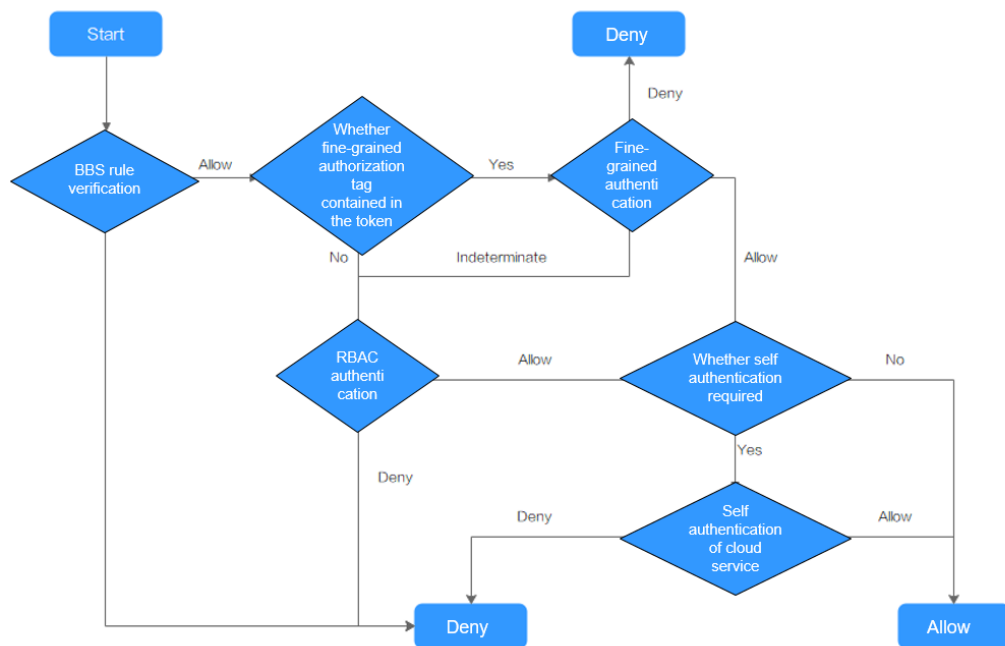 Start
Deny
Deny
Whether
fine-grained
authorization
tag
contained in
the token
Fine-
grained
authenti
cation
BBS rule
verification
Allow
Yes
No
Indeterminate
Allow
RBAC
authenti
cation
Allow
Whether self
authentication
required
No
Yes
Deny
Deny
Self
authentication
of cloud
service
Allow
Deny
Allow